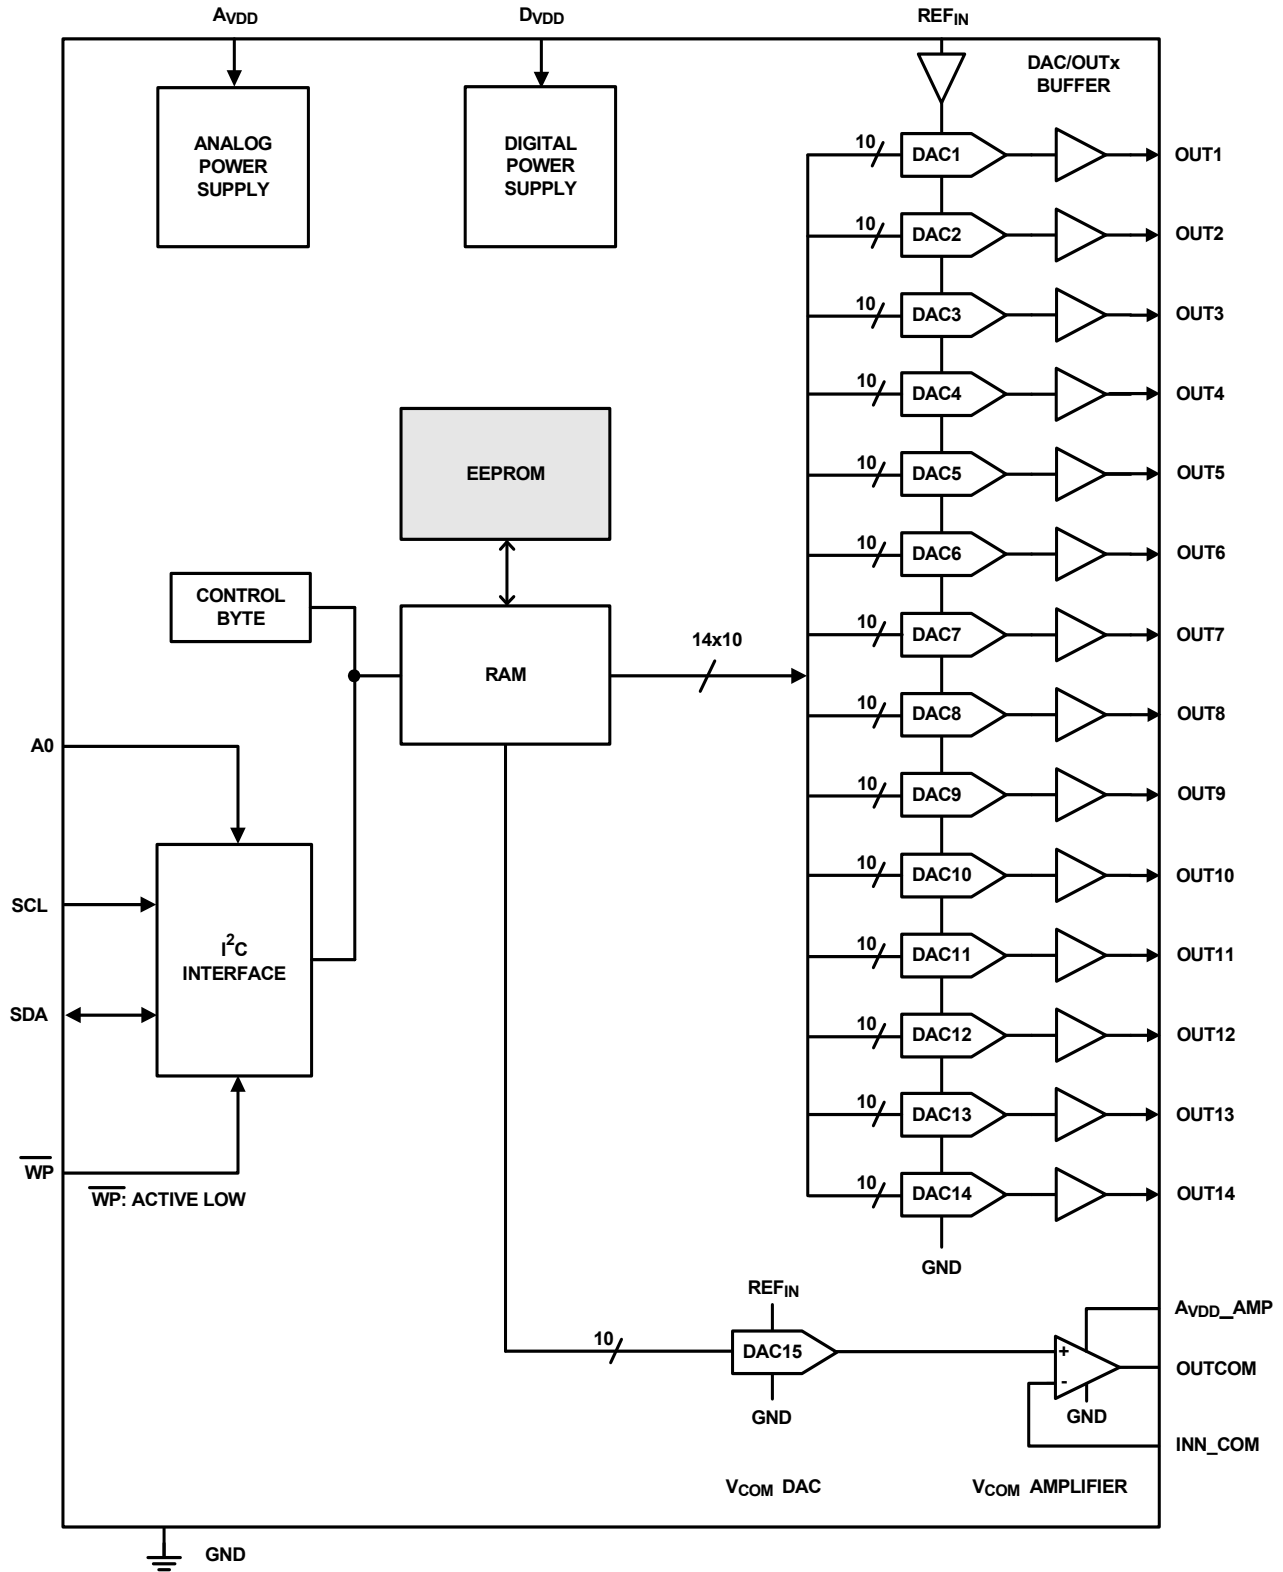 AVDD
DVDD
REFIN
DAC/OUTx
BUFFER
ANALOG
POWER
SUPPLY
DIGITAL
POWER
SUPPLY
10
DAC1
OUT1
10
DAC2
OUT2
10
DAC3
OUT3
10
DAC4
OUT4
EEPROM
10
DAC5
OUT5
10
DAC6
OUT6
CONTROL
BYTE
10
DAC7
OUT7
14x10
RAM
10
DAC8
OUT8
A0
10
DAC9
OUT9
10
DAC10
OUT10
SCL
I2C
INTERFACE
10
DAC11
OUT11
SDA
10
DAC12
OUT12
10
DAC13
OUT13
WP
WP: ACTIVE LOW
10
DAC14
OUT14
GND
REFIN
AVDD_AMP
10
DAC15
+
-
OUTCOM
GND
GND
INN_COM
VCOM DAC
VCOM AMPLIFIER
GND